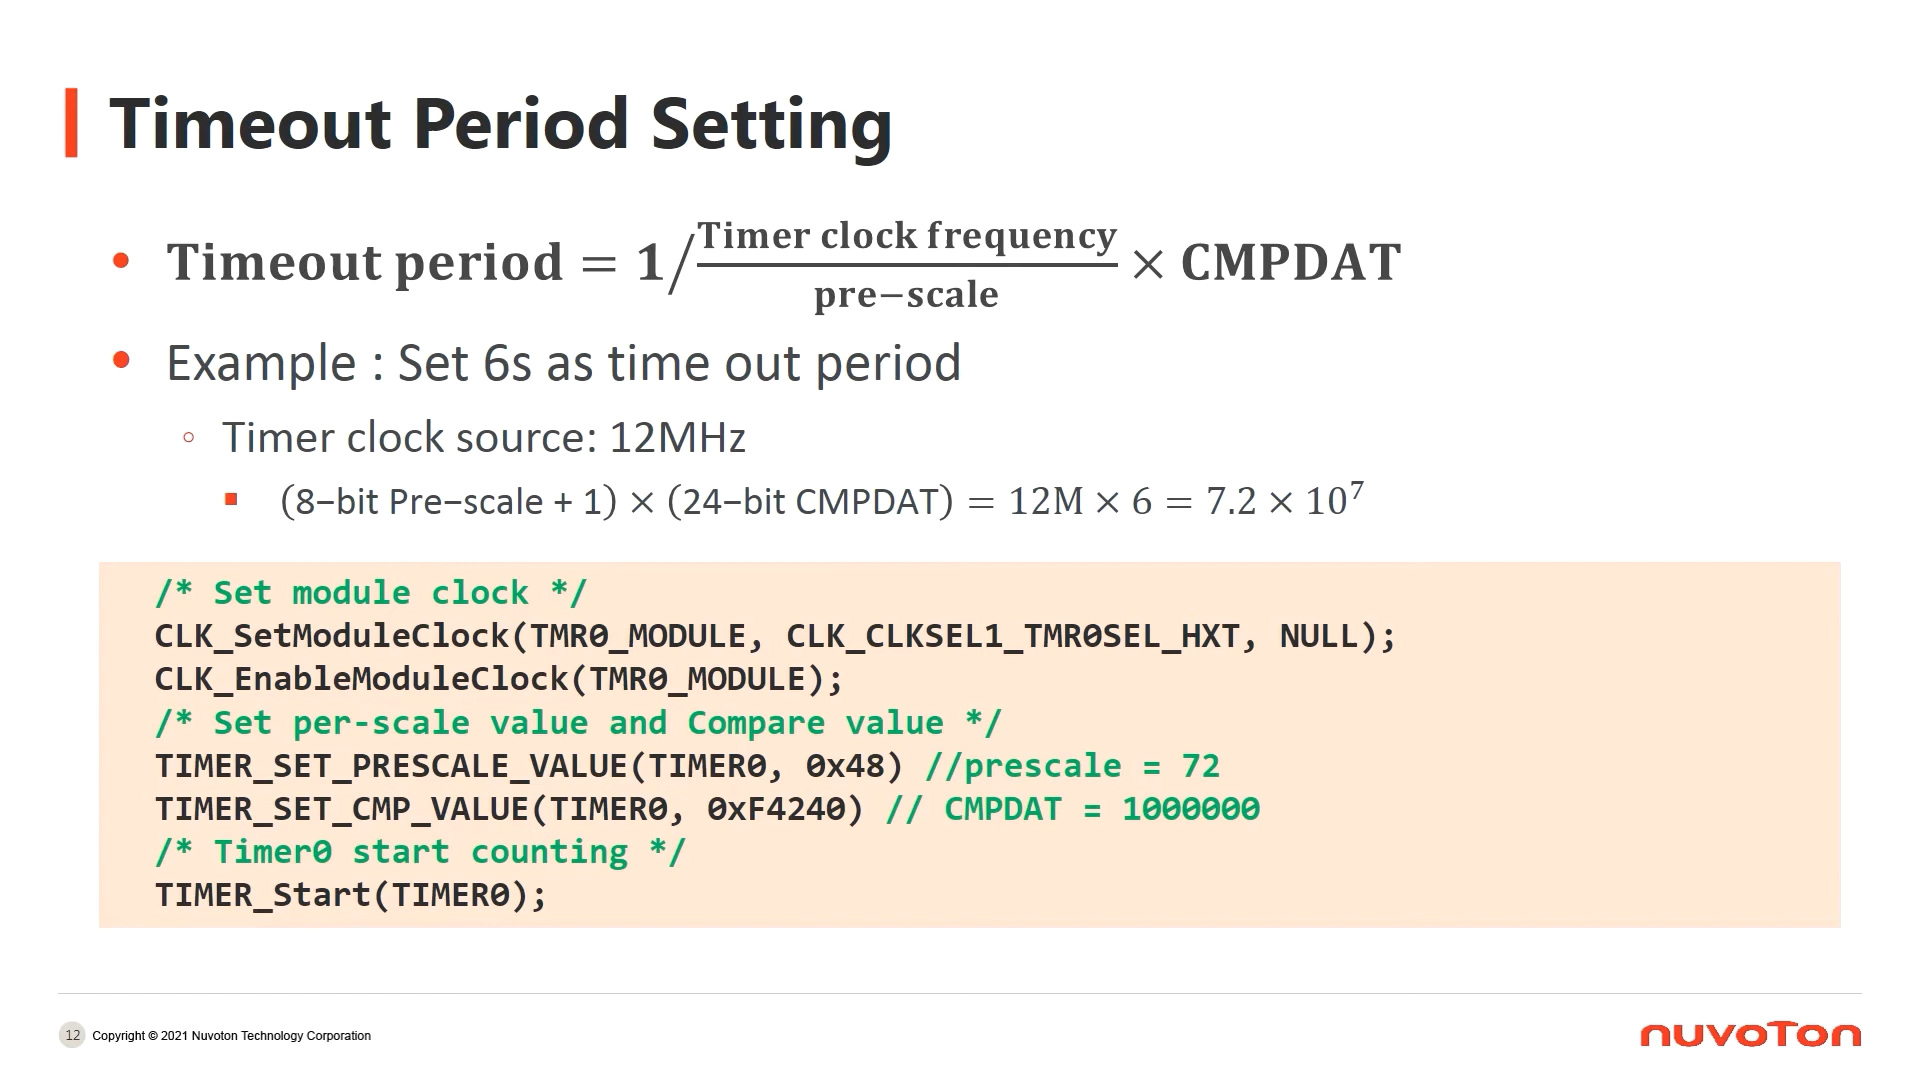 Timeout Period Setting
• Timeout period = 1/(Timer clock frequency/pre−scale) × CMPDAT
• Example : Set 6s as time out period
◦ Timer clock source: 12MHz
▪ (8−bit Pre−scale + 1) × (24−bit CMPDAT) = 12M × 6 = 7.2 × 10⁷
/* Set module clock */
CLK_SetModuleClock(TMR0_MODULE, CLK_CLKSEL1_TMR0SEL_HXT, NULL);
CLK_EnableModuleClock(TMR0_MODULE);
/* Set per-scale value and Compare value */
TIMER_SET_PRESCALE_VALUE(TIMER0, 0x48) //prescale = 72
TIMER_SET_CMP_VALUE(TIMER0, 0xF4240) // CMPDAT = 1000000
/* Timer0 start counting */
TIMER_Start(TIMER0);
12 Copyright © 2021 Nuvoton Technology Corporation
nuvoTon